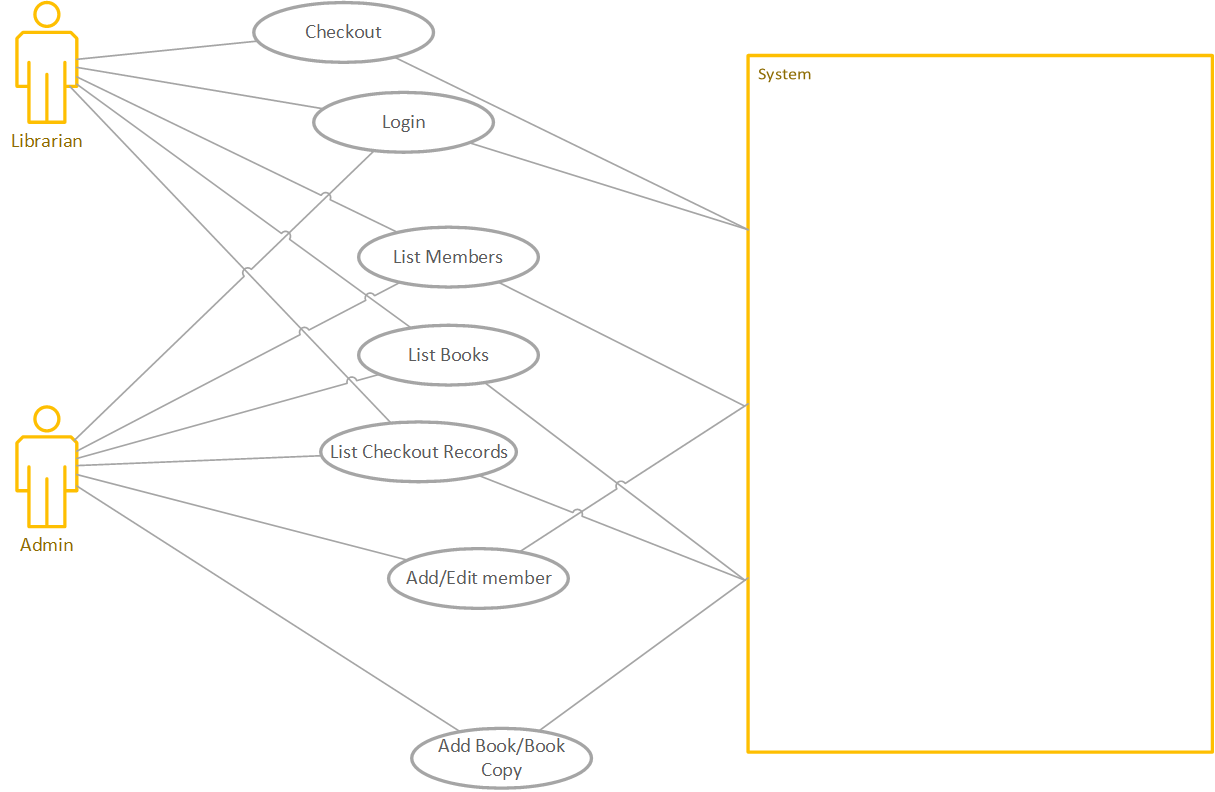 Checkout
System
Login
Librarian
List Members
List Books
List Checkout Records
Admin
Add/Edit member
Add Book/Book
Copy